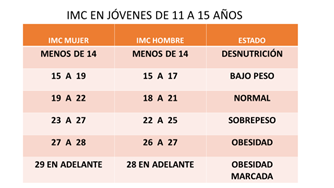 IMC EN JÓVENES DE 11 A 15 AÑOS
IMC MUJER IMC HOMBRE ESTADO
MENOS DE 14 MENOS DE 14 DESNUTRICIÓN
15 A 19 15 A 17 BAJO PESO
19 A 22 18 A 21 NORMAL
23 A 27 22 A 25 SOBREPESO
27 A 28 26 A 27 OBESIDAD
29 EN ADELANTE 28 EN ADELANTE OBESIDAD
MARCADA